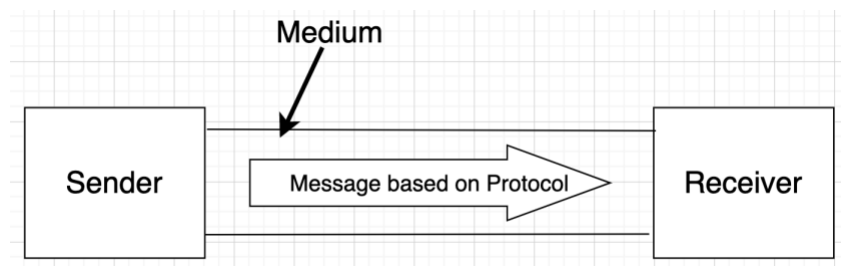 Medium
Sender
Message based on Protocol
Receiver